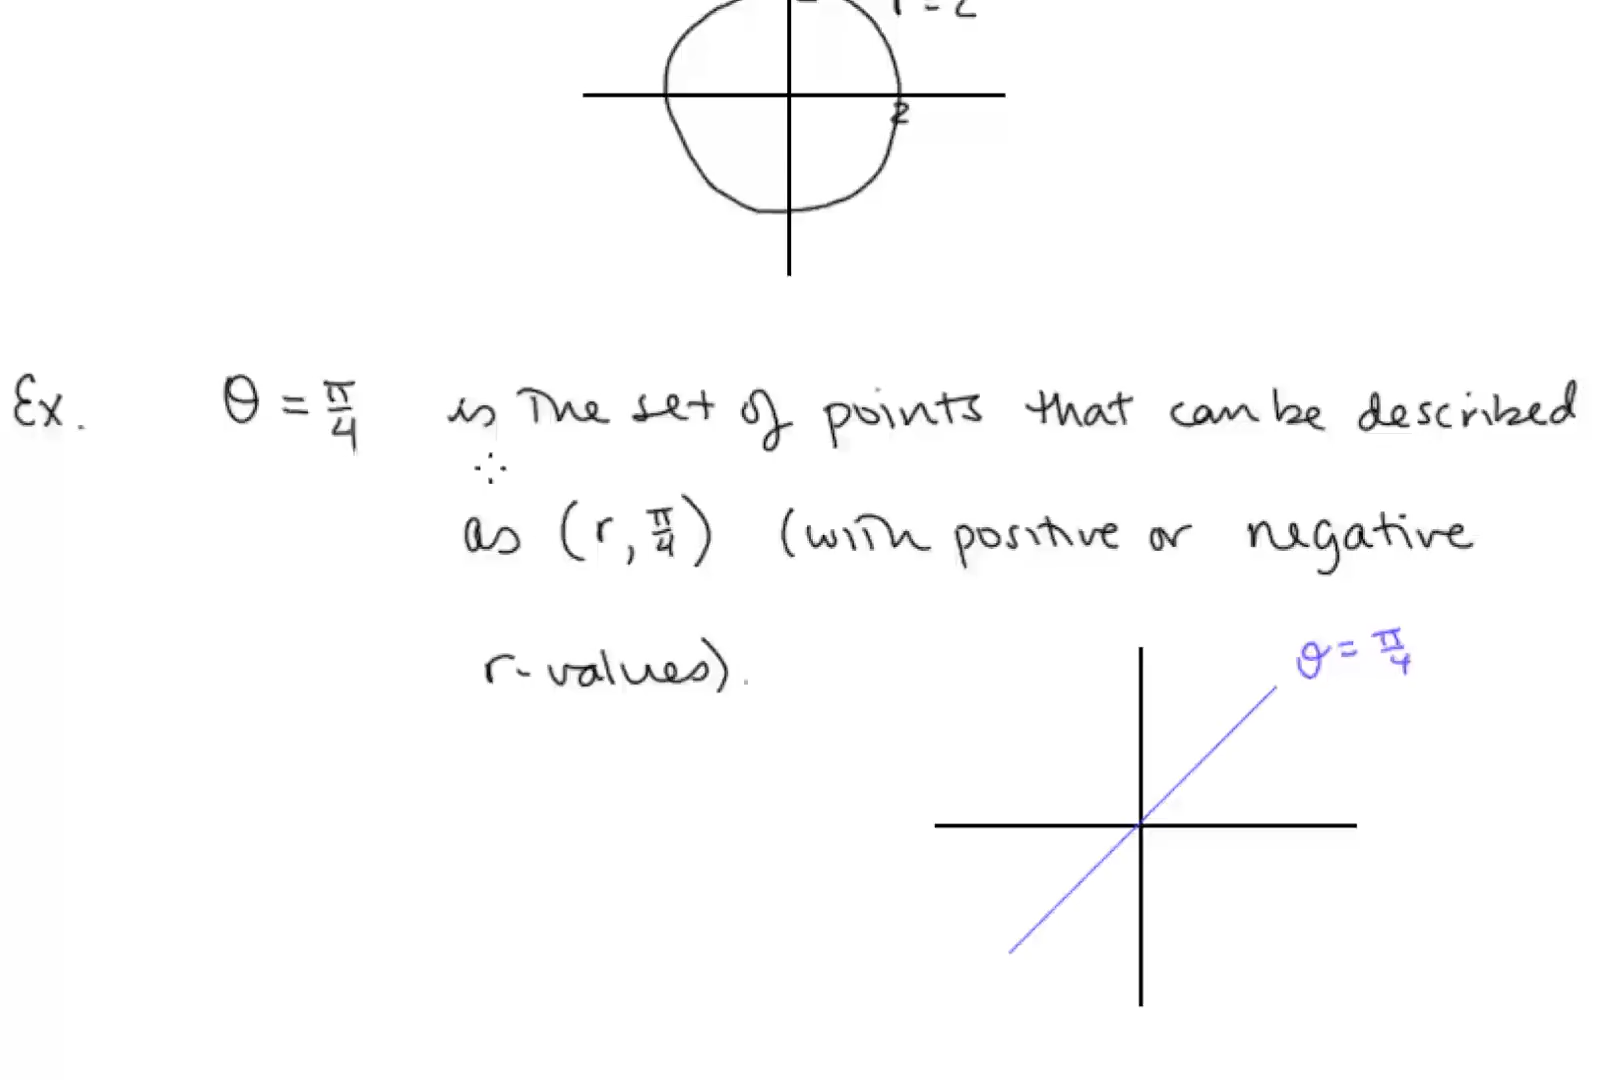 r = 2
2
Ex. θ = π/4 is the set of points that can be described
as (r, π/4) (with positive or negative
r-values).
θ = π/4